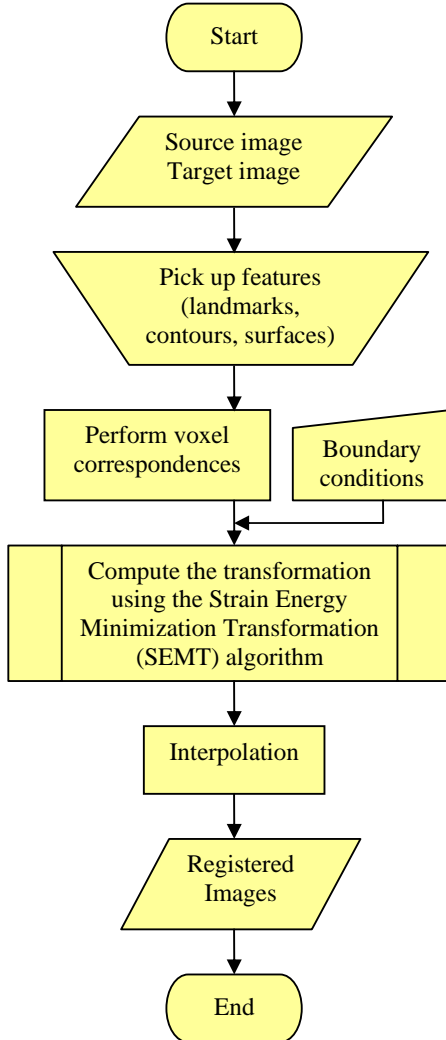 Start
Source image
Target image
Pick up features
(landmarks,
contours, surfaces)
Perform voxel
correspondences
Boundary
conditions
Compute the transformation
using the Strain Energy
Minimization Transformation
(SEMT) algorithm
Interpolation
Registered
Images
End